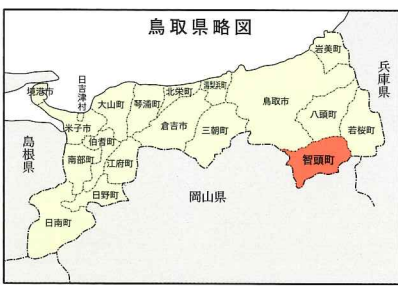 鳥取県略図
岩美町
兵庫県
境港市
日吉津村
大山町
琴浦町
北栄町
湯梨浜町
鳥取市
八頭町
若桜町
米子市
伯耆町
倉吉市
三朝町
島根県
南部町
江府町
智頭町
日野町
岡山県
日南町